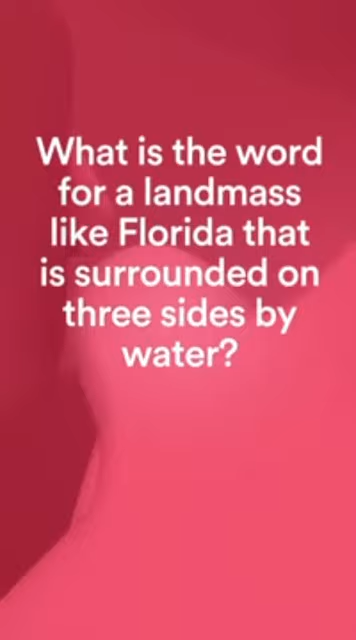 What is the word
for a landmass
like Florida that
is surrounded on
three sides by
water?